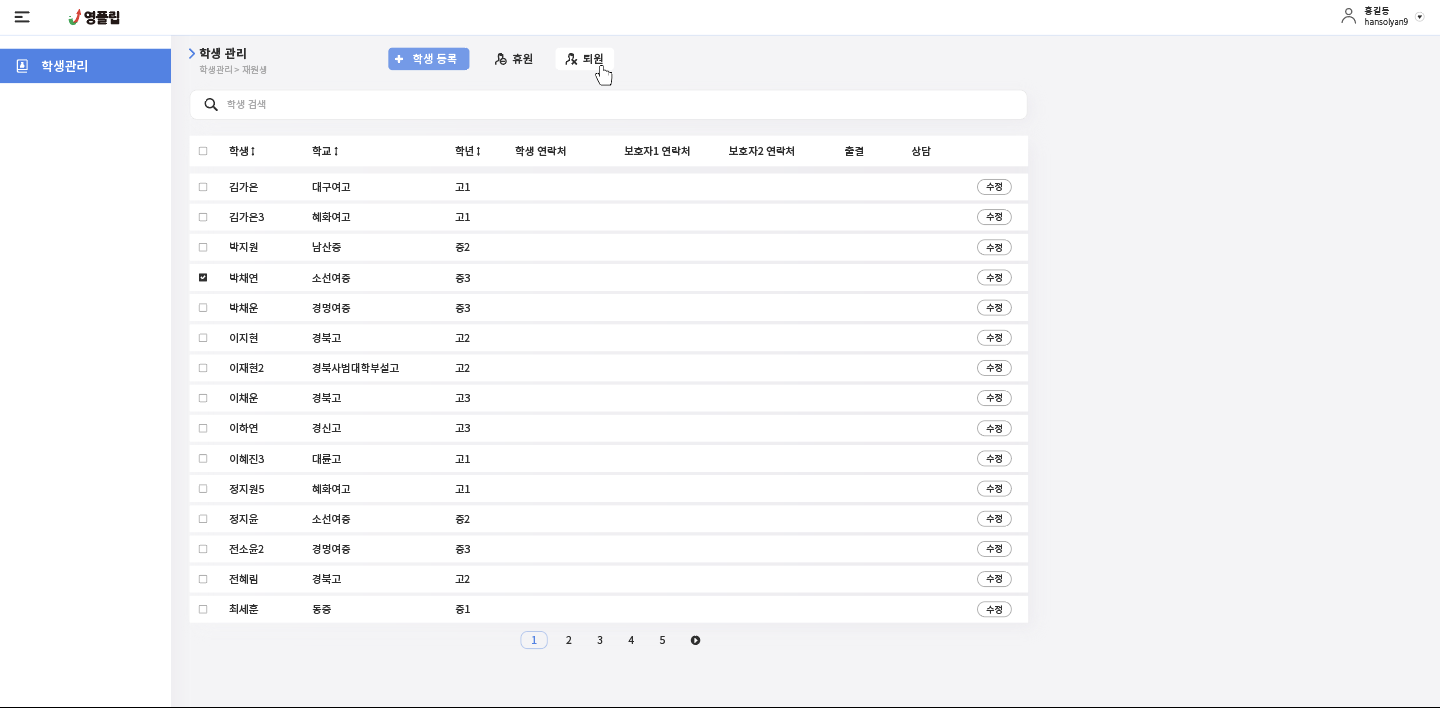 영플립
홍길동
hansolyan9
학생관리
학생 관리
학생관리 > 재원생
+ 학생 등록
휴원
퇴원
학생 검색
학생 학교 학년 학생 연락처 보호자1 연락처 보호자2 연락처 출결 상담
김가은 대구여고 고1 수정
김가은3 혜화여고 고1 수정
박지원 남산중 중2 수정
박채연 소선여중 중3 수정
박채운 경명여중 중3 수정
이지현 경북고 고2 수정
이재현2 경북사범대학부설고 고2 수정
이채운 경북고 고3 수정
이하연 경신고 고3 수정
이혜진3 대륜고 고1 수정
정지원5 혜화여고 고1 수정
정지윤 소선여중 중2 수정
전소윤2 경명여중 중3 수정
전혜림 경북고 고2 수정
최세훈 동중 중1 수정
1 2 3 4 5